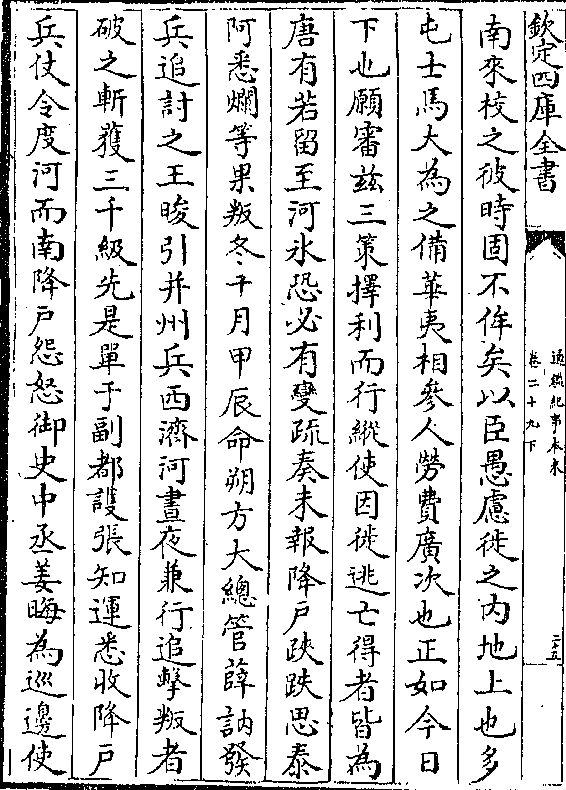 欽定四庫全書
通鑑紀事本末
卷二十九下
二十五
南來校之彼時固不侔矣以臣愚慮徙之内地上也多
屯士馬大為之備華夷相參人勞費廣次也正如今日
下也願審兹三策擇利而行縱使因徙逃亡得者皆為
唐有若留至河氷恐必有變疏奏未報降户䟴跌思泰
阿悉爛等果叛冬十月甲辰命朔方大總管薛訥發
兵追討之王晙引并州兵西濟河晝夜兼行追擊叛者
破之斬獲三千級先是單于副都護張知運悉收降户
兵仗令度河而南降户怨怒御史中丞姜晦為巡邊使